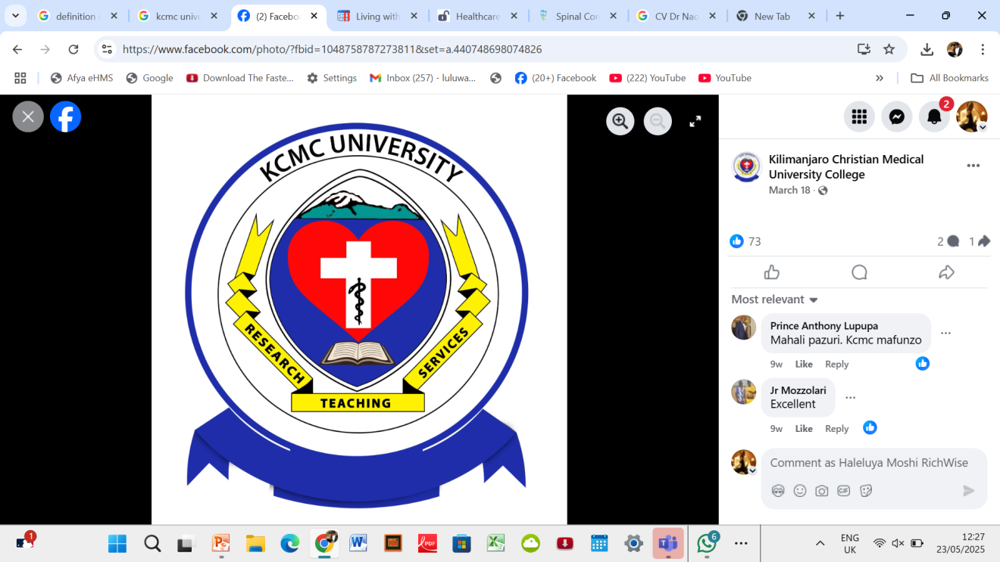 definition
kcmc unive
(2) Facebo
Living with
Healthcare
Spinal Con
CV Dr Nao
New Tab
https://www.facebook.com/photo/?fbid=1048758787273811&set=a.440748698074826
Afya eHMS
Google
Download The Faste...
Settings
Inbox (257) - luluwa...
(20+) Facebook
(222) YouTube
YouTube
»
All Bookmarks
KCMC UNIVERSITY
RESEARCH
TEACHING
SERVICES
2
Kilimanjaro Christian Medical
University College
March 18 ·
73
2
1
Most relevant
Prince Anthony Lupupa
Mahali pazuri. Kcmc mafunzo
9w Like Reply
Jr Mozzolari
Excellent
9w Like Reply
Comment as Haleluya Moshi RichWise
GIF
1
PDF
6
ENG
UK
12:27
23/05/2025